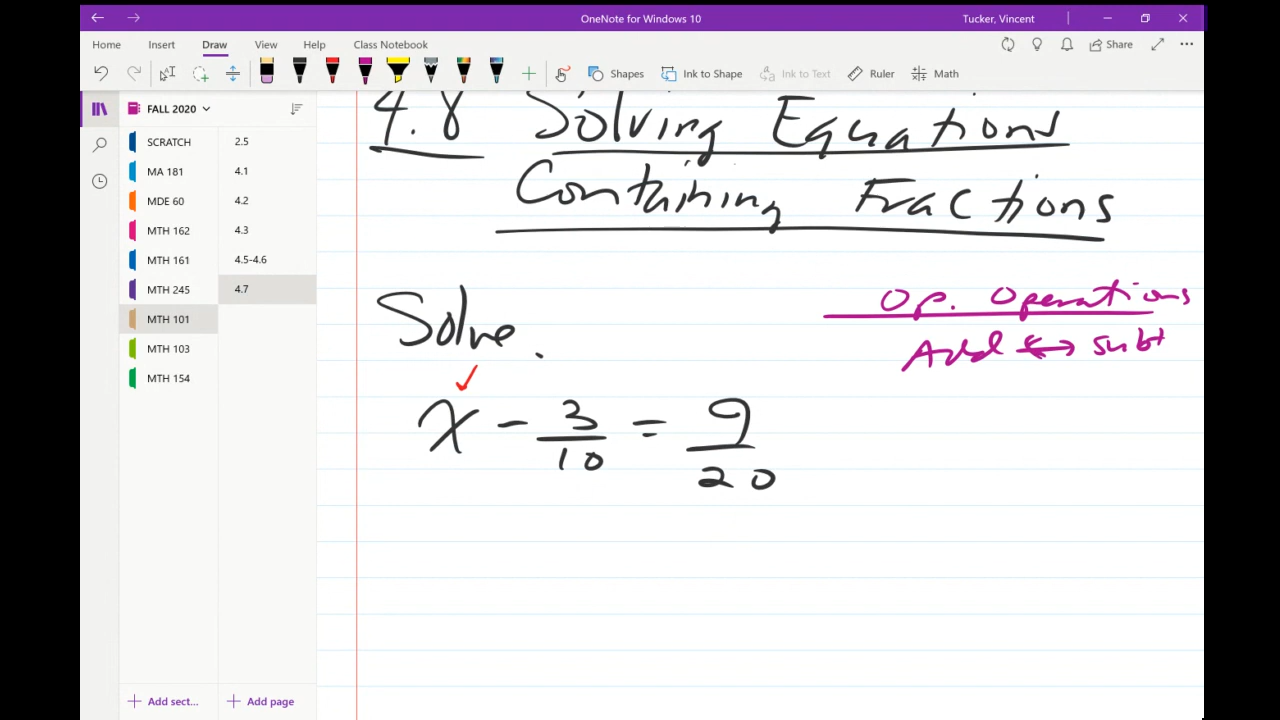 OneNote for Windows 10
Tucker, Vincent
Home Insert Draw View Help Class Notebook
Share
Shapes Ink to Shape Ink to Text Ruler Math
FALL 2020
SCRATCH
MA 181
MDE 60
MTH 162
MTH 161
MTH 245
MTH 101
MTH 103
MTH 154
2.5
4.1
4.2
4.3
4.5-4.6
4.7
Add sect...
Add page
4.8 Solving Equations
Containing Fractions
Solve.
x - 3/10 = 9/20
Op. Operations
Add ↔ subt